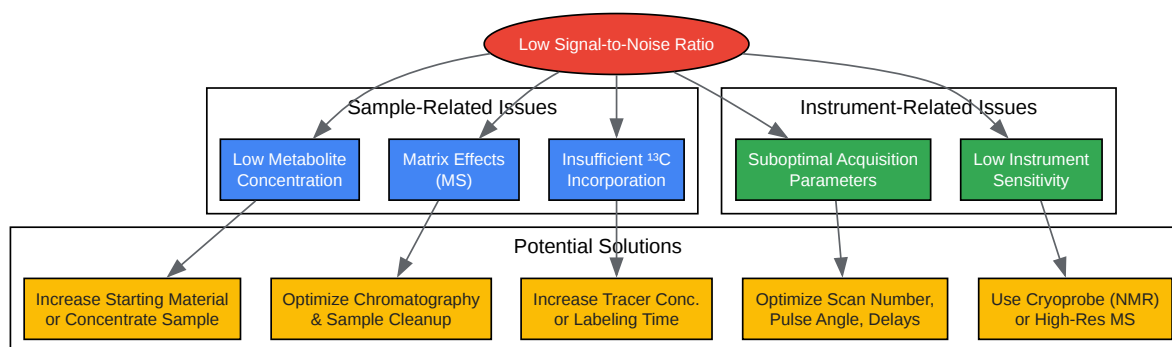 Low Signal-to-Noise Ratio
Sample-Related Issues
Instrument-Related Issues
Low Metabolite
Concentration
Matrix Effects
(MS)
Insufficient ¹³C
Incorporation
Suboptimal Acquisition
Parameters
Low Instrument
Sensitivity
Potential Solutions
Increase Starting Material
or Concentrate Sample
Optimize Chromatography
& Sample Cleanup
Increase Tracer Conc.
or Labeling Time
Optimize Scan Number,
Pulse Angle, Delays
Use Cryoprobe (NMR)
or High-Res MS